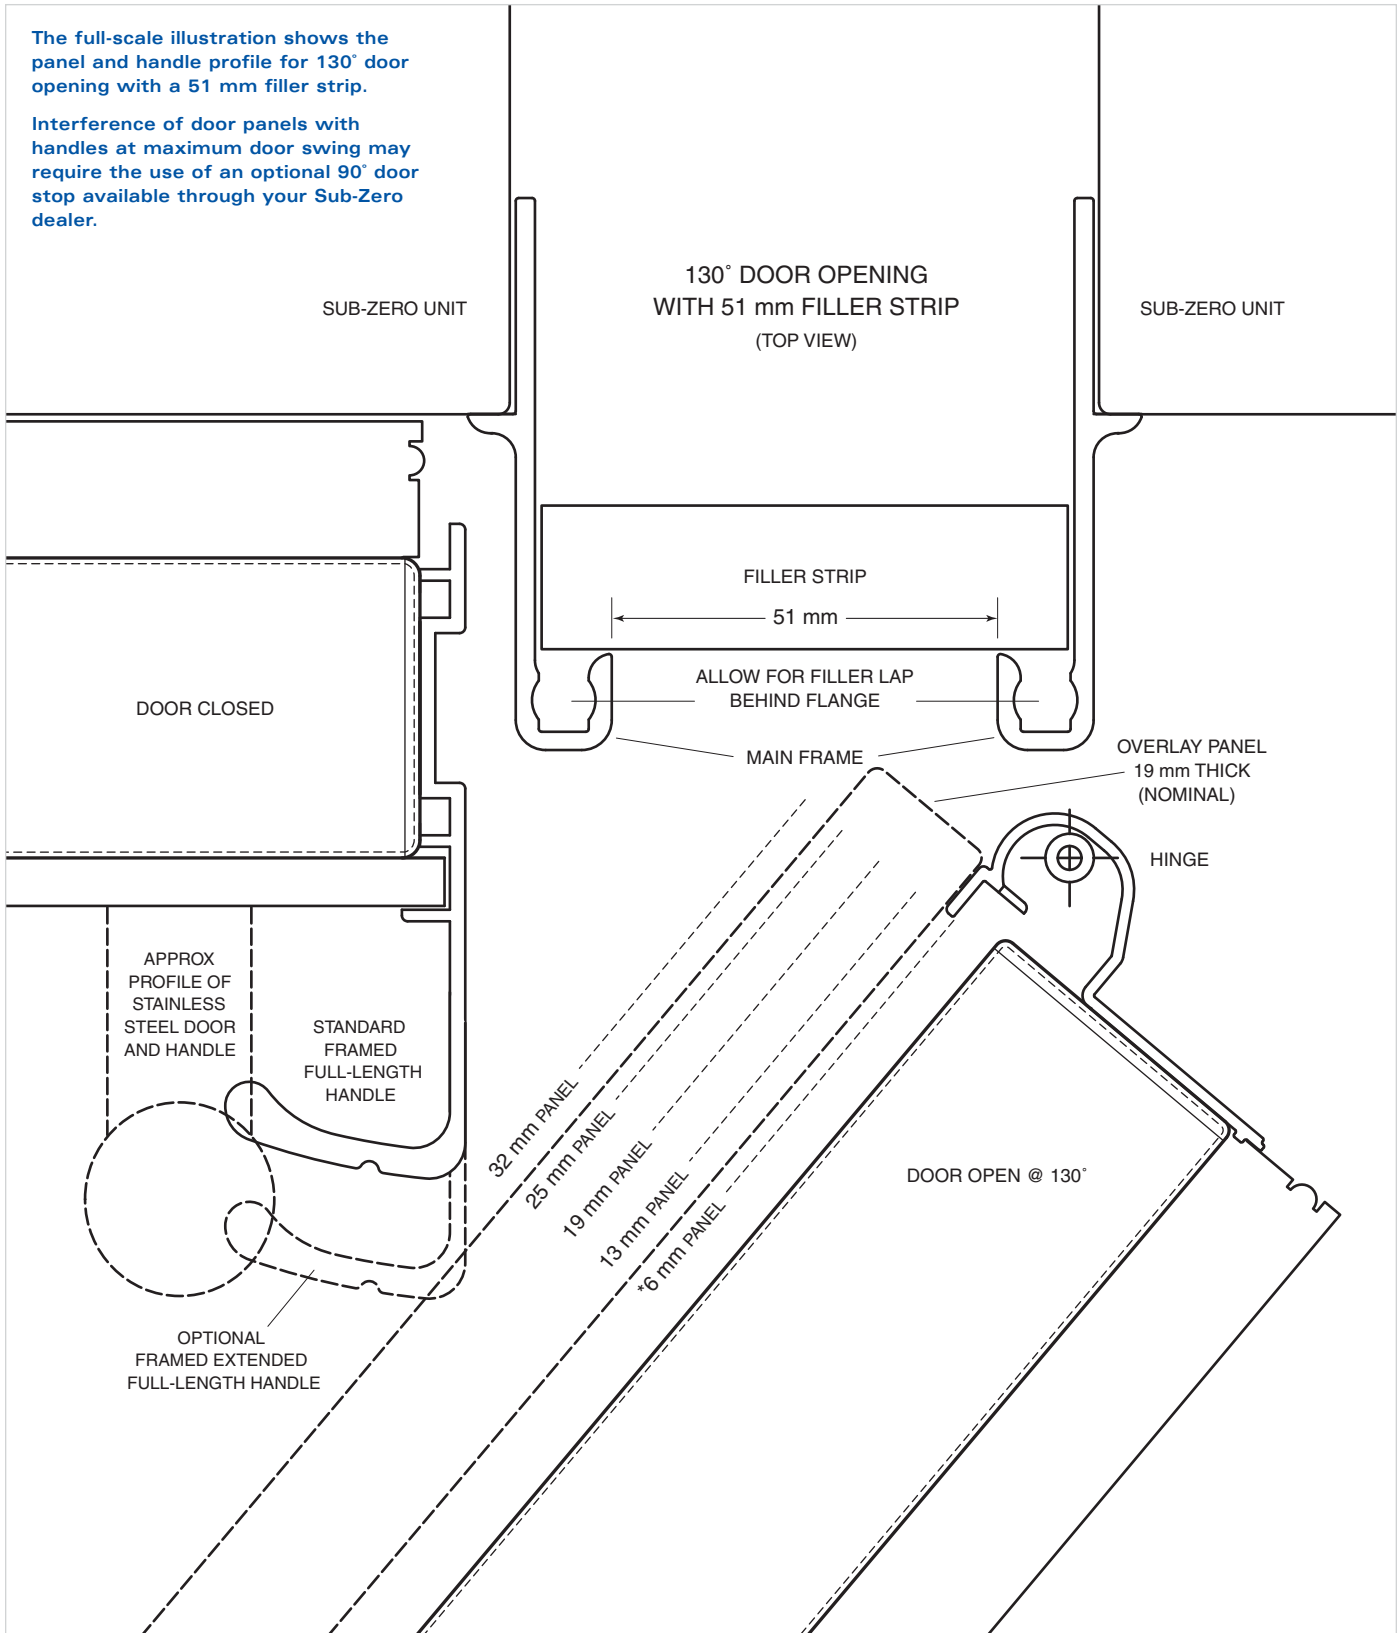 The full-scale illustration shows the
panel and handle profile for 130˚ door
opening with a 51 mm filler strip.
Interference of door panels with
handles at maximum door swing may
require the use of an optional 90˚ door
stop available through your Sub-Zero
dealer.
130˚ DOOR OPENING
WITH 51 mm FILLER STRIP
(TOP VIEW)
SUB-ZERO UNIT
SUB-ZERO UNIT
FILLER STRIP
51 mm
ALLOW FOR FILLER LAP
BEHIND FLANGE
DOOR CLOSED
MAIN FRAME
OVERLAY PANEL
19 mm THICK
(NOMINAL)
HINGE
APPROX
PROFILE OF
STAINLESS
STEEL DOOR
AND HANDLE
STANDARD
FRAMED
FULL-LENGTH
HANDLE
32 mm PANEL
25 mm PANEL
19 mm PANEL
13 mm PANEL
*6 mm PANEL
DOOR OPEN @ 130˚
OPTIONAL
FRAMED EXTENDED
FULL-LENGTH HANDLE